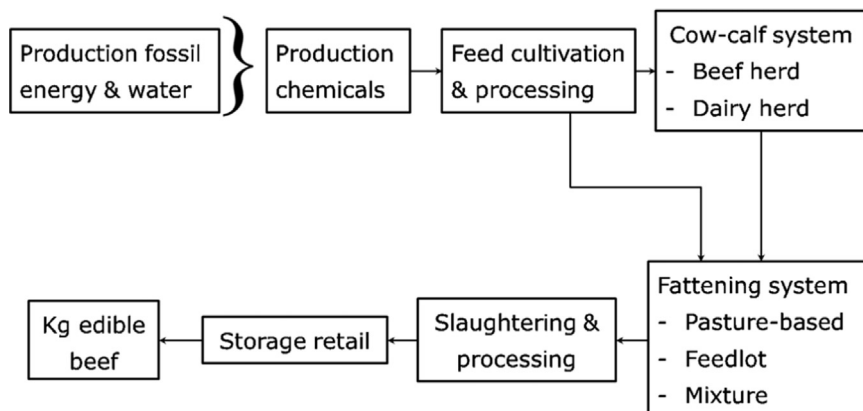 Production fossil
energy & water
}
Production
chemicals
Feed cultivation
& processing
Cow-calf system
- Beef herd
- Dairy herd
Fattening system
- Pasture-based
- Feedlot
- Mixture
Slaughtering &
processing
Storage retail
Kg edible
beef